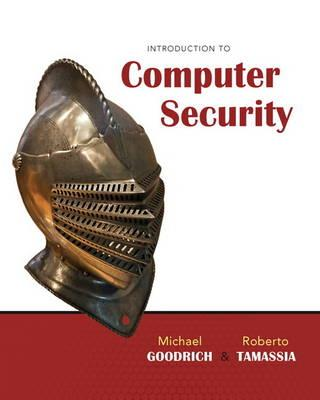 INTRODUCTION TO
Computer
Security
Michael Roberto
GOODRICH & TAMASSIA